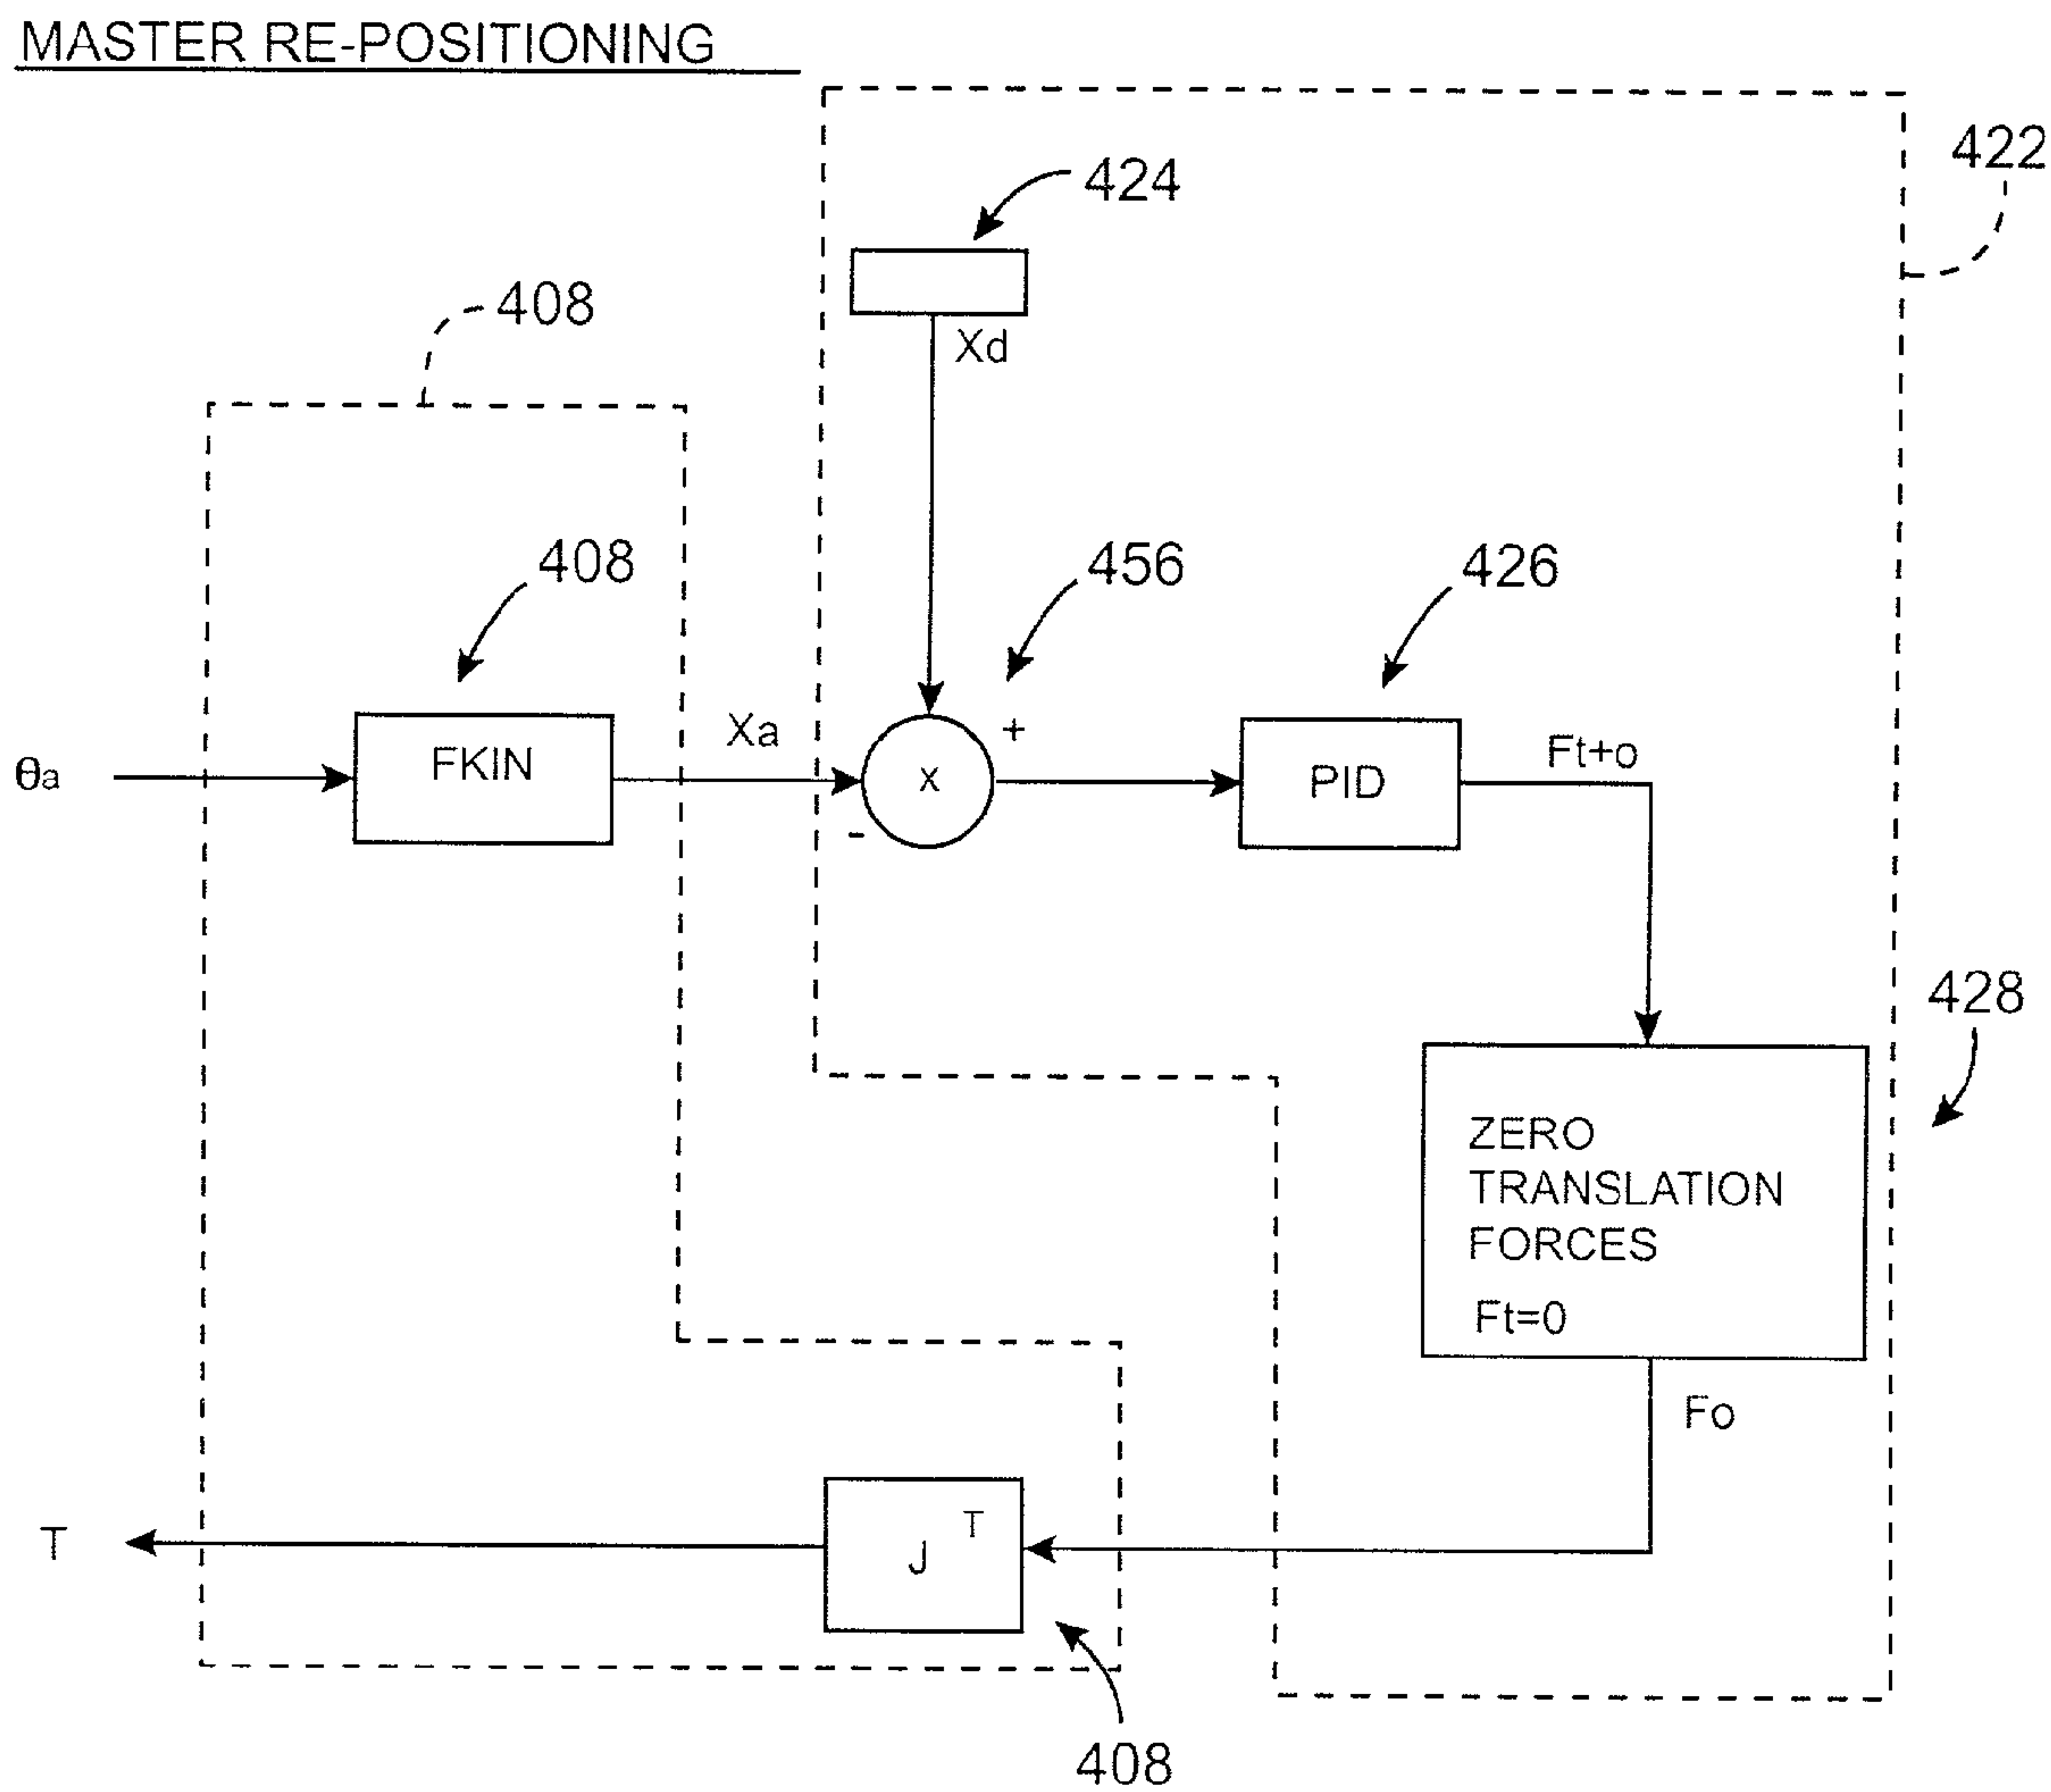 MASTER RE-POSITIONING
422
424
408
Xd
408
456
426
θa
FKIN
Xa
+
-
X
PID
Ft+o
428
ZERO
TRANSLATION
FORCES
Ft=0
Fo
T
J T
408